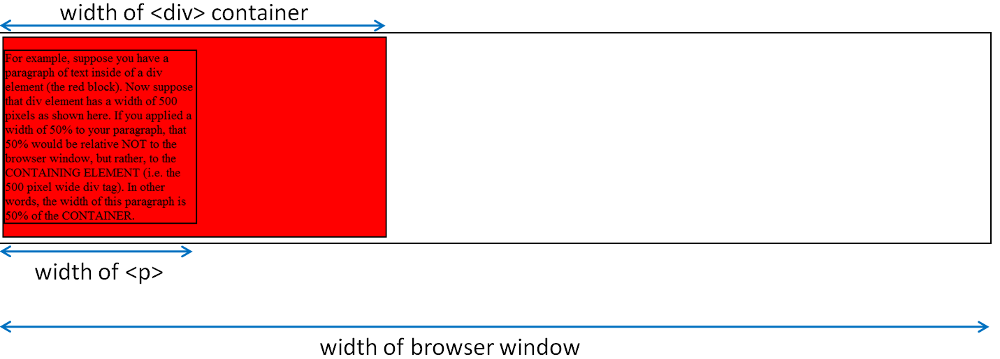 width of <div> container
For example, suppose you have a
paragraph of text inside of a div
element (the red block). Now suppose
that div element has a width of 500
pixels as shown here. If you applied a
width of 50% to your paragraph, that
50% would be relative NOT to the
browser window, but rather, to the
CONTAINING ELEMENT (i.e. the
500 pixel wide div tag). In other
words, the width of this paragraph is
50% of the CONTAINER.
width of <p>
width of browser window